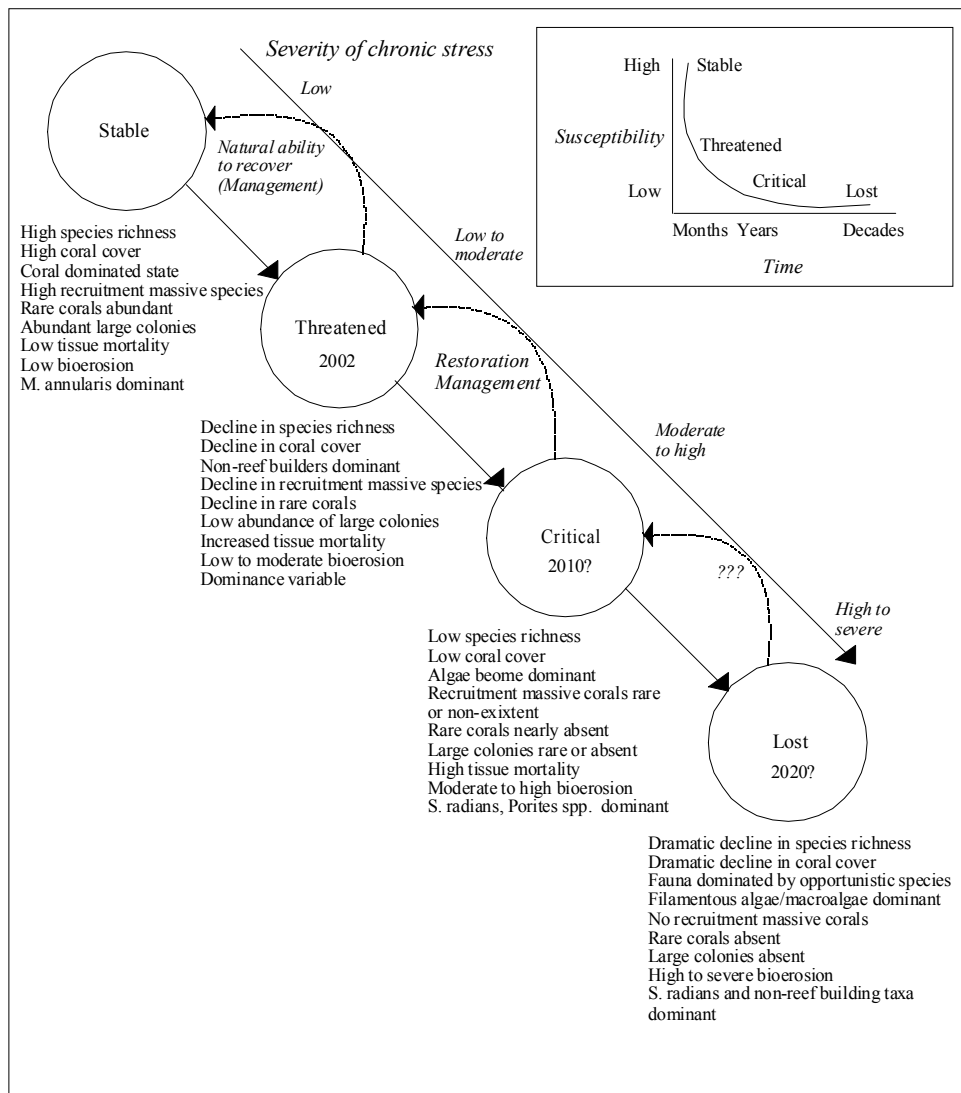 Severity of chronic stress
Low
High
Stable
Susceptibility
Threatened
Critical
Lost
Low
Months Years
Decades
Time
Stable
Natural ability
to recover
(Management)
High species richness
High coral cover
Coral dominated state
High recruitment massive species
Rare corals abundant
Abundant large colonies
Low tissue mortality
Low bioerosion
M. annularis dominant
Low to
moderate
Threatened
2002
Restoration
Management
Decline in species richness
Decline in coral cover
Non-reef builders dominant
Decline in recruitment massive species
Decline in rare corals
Low abundance of large colonies
Increased tissue mortality
Low to moderate bioerosion
Dominance variable
Moderate
to high
Critical
2010?
???
Low species richness
Low coral cover
Algae beome dominant
Recruitment massive corals rare
or non-exixtent
Rare corals nearly absent
Large colonies rare or absent
High tissue mortality
Moderate to high bioerosion
S. radians, Porites spp. dominant
High to
severe
Lost
2020?
Dramatic decline in species richness
Dramatic decline in coral cover
Fauna dominated by opportunistic species
Filamentous algae/macroalgae dominant
No recruitment massive corals
Rare corals absent
Large colonies absent
High to severe bioerosion
S. radians and non-reef building taxa
dominant